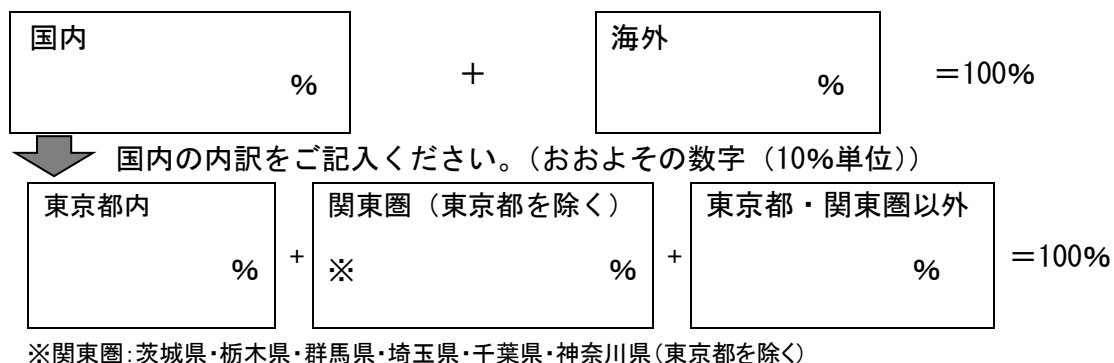 国内 海外
% + % ＝100%
国内の内訳をご記入ください。（おおよその数字（10%単位））
東京都内 関東圏（東京都を除く） 東京都・関東圏以外
% + ※ % + % ＝100%
※関東圏：茨城県・栃木県・群馬県・埼玉県・千葉県・神奈川県（東京都を除く）